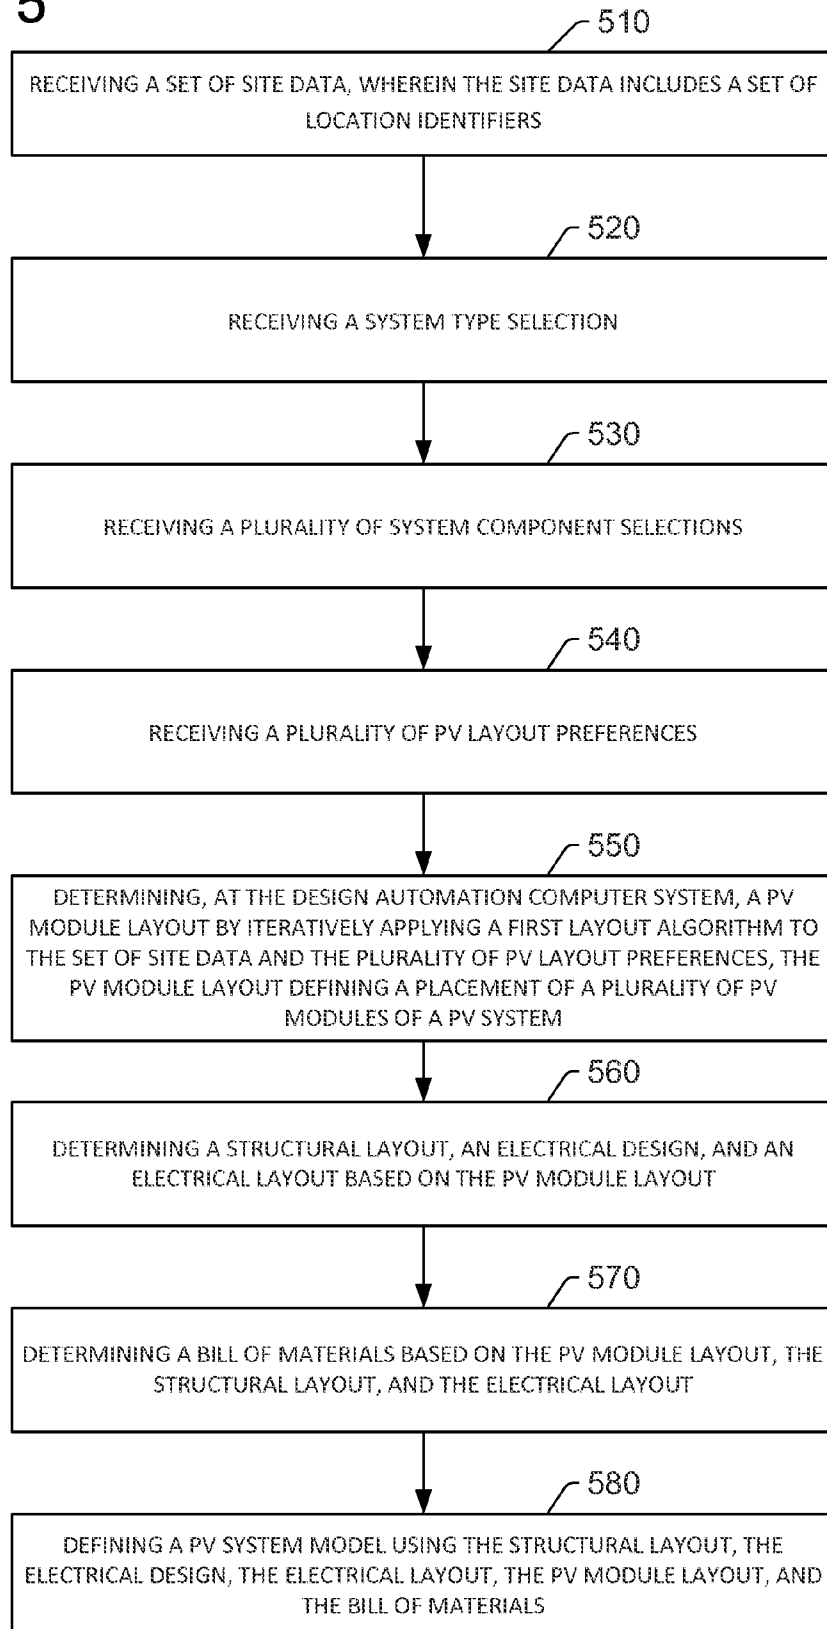 5
510
RECEIVING A SET OF SITE DATA, WHEREIN THE SITE DATA INCLUDES A SET OF
LOCATION IDENTIFIERS
520
RECEIVING A SYSTEM TYPE SELECTION
530
RECEIVING A PLURALITY OF SYSTEM COMPONENT SELECTIONS
540
RECEIVING A PLURALITY OF PV LAYOUT PREFERENCES
550
DETERMINING, AT THE DESIGN AUTOMATION COMPUTER SYSTEM, A PV
MODULE LAYOUT BY ITERATIVELY APPLYING A FIRST LAYOUT ALGORITHM TO
THE SET OF SITE DATA AND THE PLURALITY OF PV LAYOUT PREFERENCES, THE
PV MODULE LAYOUT DEFINING A PLACEMENT OF A PLURALITY OF PV
MODULES OF A PV SYSTEM
560
DETERMINING A STRUCTURAL LAYOUT, AN ELECTRICAL DESIGN, AND AN
ELECTRICAL LAYOUT BASED ON THE PV MODULE LAYOUT
570
DETERMINING A BILL OF MATERIALS BASED ON THE PV MODULE LAYOUT, THE
STRUCTURAL LAYOUT, AND THE ELECTRICAL LAYOUT
580
DEFINING A PV SYSTEM MODEL USING THE STRUCTURAL LAYOUT, THE
ELECTRICAL DESIGN, THE ELECTRICAL LAYOUT, THE PV MODULE LAYOUT, AND
THE BILL OF MATERIALS